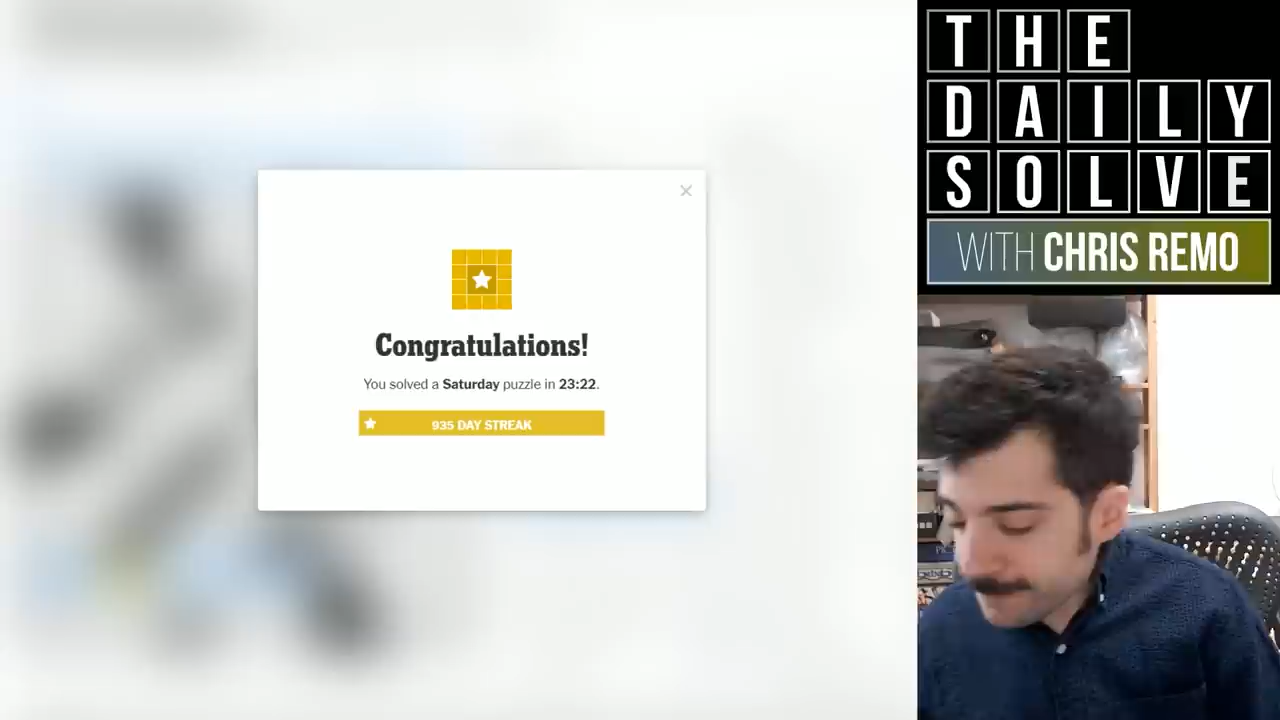 Congratulations!
You solved a Saturday puzzle in 23:22.
935 DAY STREAK
THE
DAILY
SOLVE
WITH CHRIS REMO